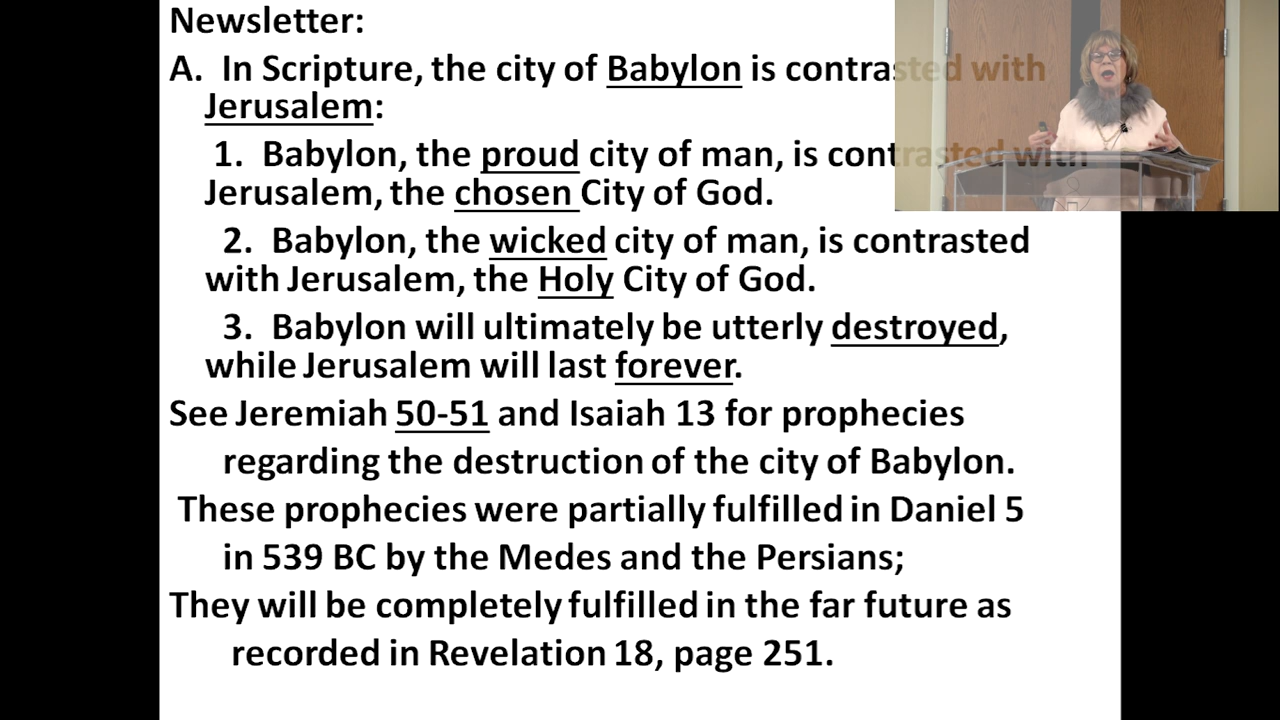 Newsletter:
A. In Scripture, the city of Babylon is contrasted with
Jerusalem:
1. Babylon, the proud city of man, is contrasted with
Jerusalem, the chosen City of God.
2. Babylon, the wicked city of man, is contrasted
with Jerusalem, the Holy City of God.
3. Babylon will ultimately be utterly destroyed,
while Jerusalem will last forever.
See Jeremiah 50-51 and Isaiah 13 for prophecies
regarding the destruction of the city of Babylon.
These prophecies were partially fulfilled in Daniel 5
in 539 BC by the Medes and the Persians;
They will be completely fulfilled in the far future as
recorded in Revelation 18, page 251.